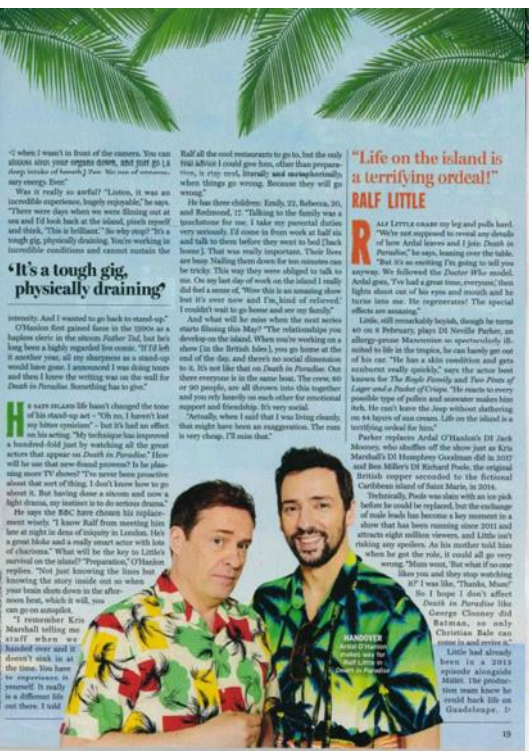 ◁ when I wasn't in front of the camera. You can
almost shut your organs down, and just go [a
deep intake of breath] Two. No use of unneces-
sary energy. Ever."
Was it really so awful? "Listen, it was an
incredible experience, hugely enjoyable," he says.
"There were days when we were filming out at
sea and I'd look back at the island, pinch myself
and think, 'This is brilliant.' So why stop? "It's a
tough gig, physically draining. You're working in
incredible conditions and cannot sustain the
‘It's a tough gig,
physically draining’
intensity. And I wanted to go back to stand-up."
O'Hanlon first gained fame in the 1990s as a
hapless cleric in the sitcom Father Ted, but he's
long been a highly regarded live comic. "If I'd left
it another year, all my sharpness as a stand-up
would have gone. I announced I was doing tours
and then I knew the writing was on the wall for
Death in Paradise. Something has to give."
HAS ISLAND life hasn't changed the tone
of his stand-up act – "Oh no, I haven't lost
my bitter cynicism" – but it's had an effect
on his acting. "My technique has improved
a hundred-fold just by watching all the great
actors that appear on Death in Paradise." How
will he use that new-found prowess? Is he plan-
ning more TV shows? "I've never been proactive
about that sort of thing. I don't know how to go
about it. But having done a sitcom and now a
light drama, my instinct is to do serious drama."
He says the BBC have chosen his replace-
ment wisely. "I know Ralf from meeting him
late at night in dens of iniquity in London. He's
a great bloke and a really smart actor with lots
of charisma." What will be the key to Little's
survival on the island? "Preparation," O'Hanlon
replies. "Not just knowing the lines but
knowing the story inside out so when
your brain shuts down in the after-
noon heat, which it will, you
can go on autopilot.
"I remember Kris
Marshall telling me
stuff when we
handed over and it
doesn't sink in at
the time. You have
to experience it
yourself. It really
is a different life
out there. I told
Ralf all the cool restaurants to go to, but the only
real advice I could give him, other than prepara-
tion, is stay cool, literally and metaphorically,
when things go wrong. Because they will go
wrong."
He has three children: Emily, 22, Rebecca, 20,
and Redmond, 17. "Talking to the family was a
touchstone for me. I take my parental duties
very seriously. I'd come in from work at half six
and talk to them before they went to bed [back
home]. That was really important. Their lives
are busy. Nailing them down for ten minutes can
be tricky. This way they were obliged to talk to
me. On my last day of work on the island I really
did feel a sense of, 'Wow this is an amazing show
but it's over now and I'm kind of relieved.'
I couldn't wait to go home and see my family."
And what will he miss when the next series
starts filming this May? "The relationships you
develop on the island. When you're working on a
show [in the British Isles], you go home at the
end of the day, and there's no social dimension
to it. It's not like that on Death in Paradise. Out
there everyone is in the same boat. The crew, 80
or 90 people, are all thrown into this together
and you rely heavily on each other for emotional
support and friendship. It's very social.
"Actually, when I said that I was living cleanly,
that might have been an exaggeration. The rum
is very cheap. I'll miss that."
"Life on the island is
a terrifying ordeal!"
RALF LITTLE
RALF LITTLE GRABS my leg and pulls hard.
"We're not supposed to reveal any details
of how Ardal leaves and I join Death in
Paradise," he says, leaning over the table.
"But it's so exciting I'm going to tell you
anyway. We followed the Doctor Who model.
Ardal goes, 'I've had a great time, everyone,' then
lights shoot out of his eyes and mouth and he
turns into me. He regenerates! The special
effects are amazing."
Little, still remarkably boyish, though he turns
40 on 8 February, plays DI Neville Parker, an
allergy-prone Mancunian so spectacularly ill-
suited to life in the tropics, he can barely get out
of his car. "He has a skin condition and gets
sunburnt really quickly," says the actor best
known for The Royle Family and Two Pints of
Lager and a Packet of Crisps. "He reacts to every
possible type of pollen and seawater makes him
itch. He can't leave the Jeep without slathering
on 44 layers of sun cream. Life on the island is a
terrifying ordeal for him."
Parker replaces Ardal O'Hanlon's DI Jack
Mooney, who shuffles off the show just as Kris
Marshall's DI Humphrey Goodman did in 2017
and Ben Miller's DI Richard Poole, the original
British copper seconded to the fictional
Caribbean island of Saint Marie, in 2014.
Technically, Poole was slain with an ice pick
before he could be replaced, but the exchange
of male leads has become a key moment in a
show that has been running since 2011 and
attracts eight million viewers, and Little isn't
risking any spoilers. As his mother told him
when he got the role, it could all go very
wrong. "Mum went, 'But what if no one
likes you and they stop watching
it?' I was like, 'Thanks, Mum!'
So I hope I don't affect
Death in Paradise like
George Clooney did
Batman, so only
Christian Bale can
come in and revive it."
Little had already
been in a 2013
episode alongside
Miller. The produc-
tion team knew he
could hack life on
Guadeloupe. ▷
HANDOVER
Ardal O'Hanlon
makes way for
Ralf Little in
Death in Paradise
19